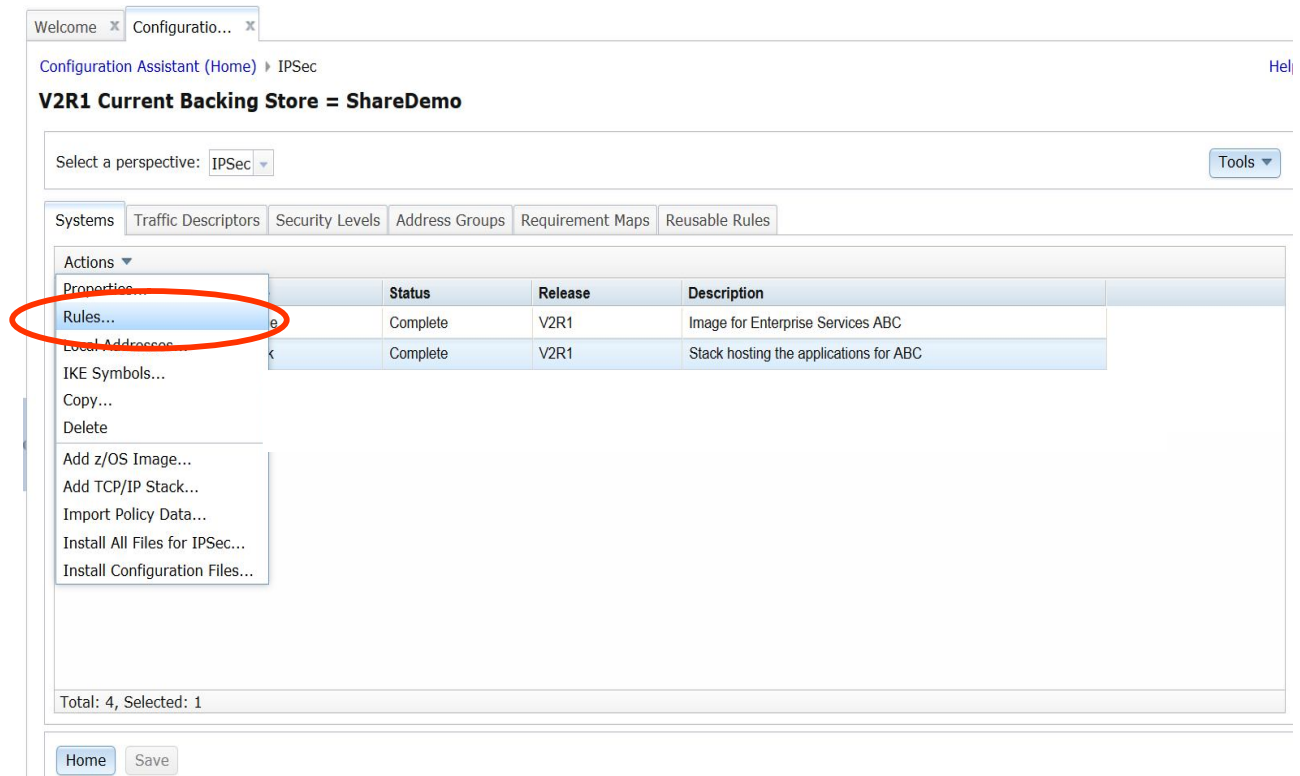 Welcome x Configuratio... x
Configuration Assistant (Home) IPSec Help
V2R1 Current Backing Store = ShareDemo
Select a perspective: IPSec Tools
Systems Traffic Descriptors Security Levels Address Groups Requirement Maps Reusable Rules
Actions
Properties... Status Release Description
Rules... e Complete V2R1 Image for Enterprise Services ABC
Local Addresses... k Complete V2R1 Stack hosting the applications for ABC
IKE Symbols...
Copy...
Delete
Add z/OS Image...
Add TCP/IP Stack...
Import Policy Data...
Install All Files for IPSec...
Install Configuration Files...
Total: 4, Selected: 1
Home Save